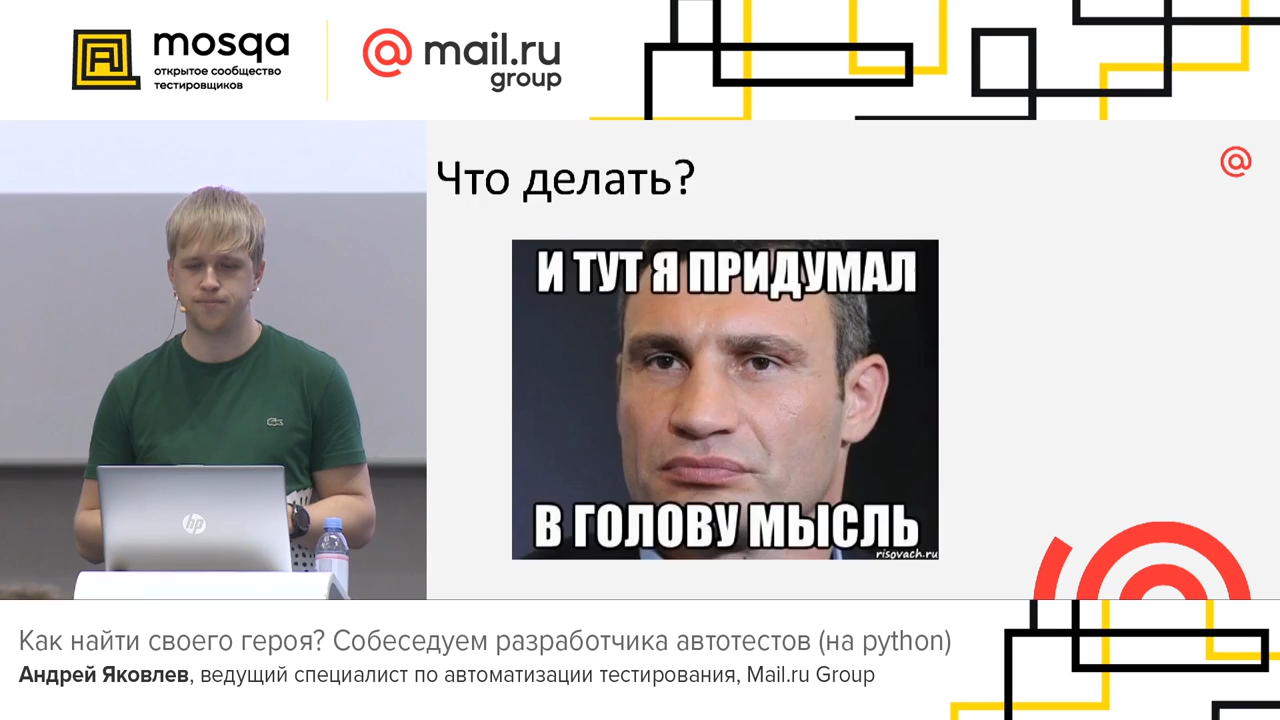 mosqa
открытое сообщество
тестировщиков
@mail.ru
group
Что делать?
@
И ТУТ Я ПРИДУМАЛ
В ГОЛОВУ МЫСЛЬ
risovach.ru
hp
Как найти своего героя? Собеседуем разработчика автотестов (на python)
Андрей Яковлев, ведущий специалист по автоматизации тестирования, Mail.ru Group